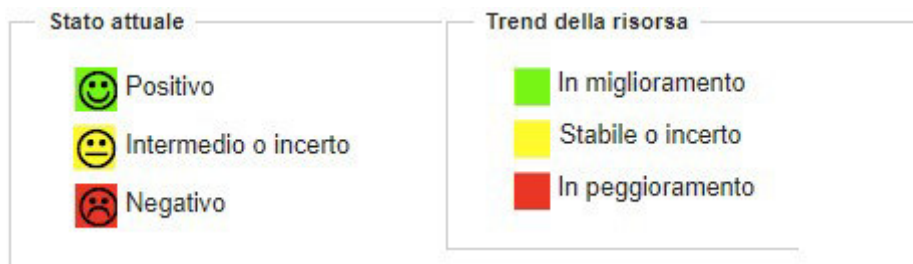 Stato attuale
Positivo
Intermedio o incerto
Negativo
Trend della risorsa
In miglioramento
Stabile o incerto
In peggioramento